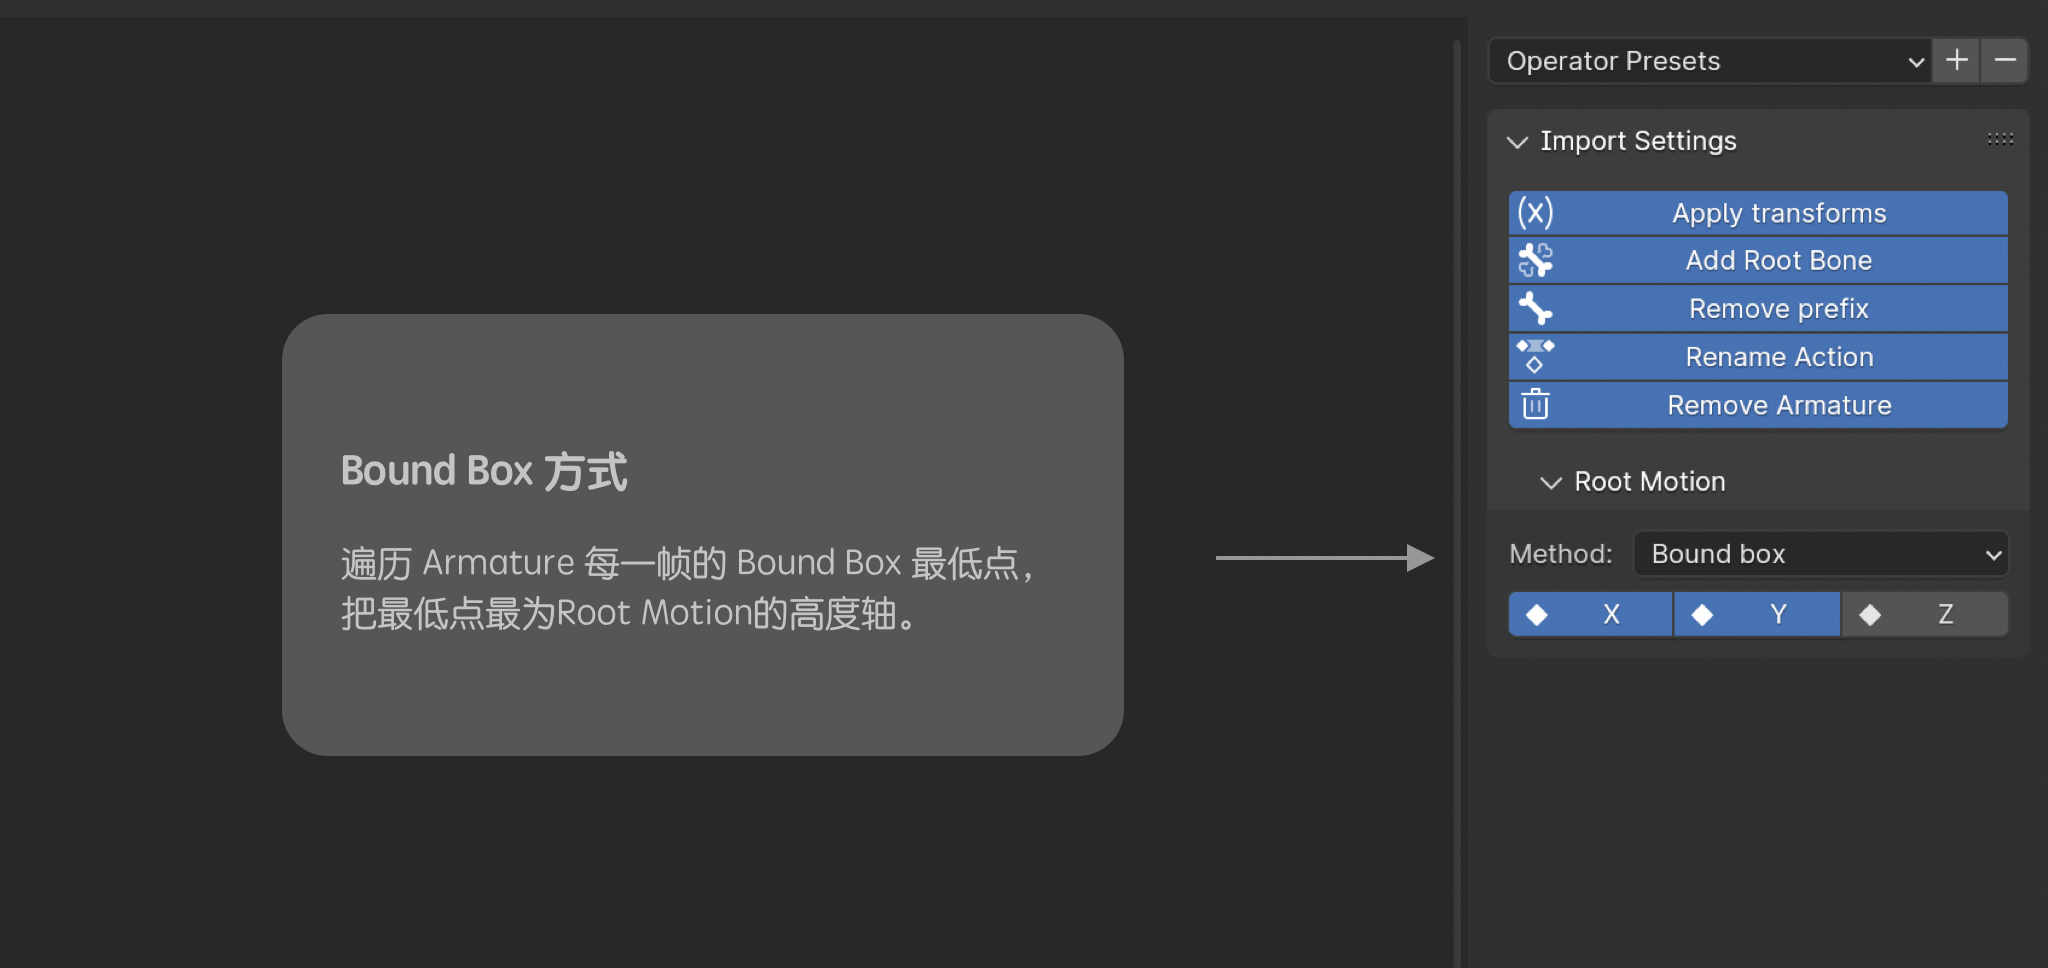 Bound Box 方式
遍历 Armature 每一帧的 Bound Box 最低点，
把最低点最为Root Motion的高度轴。
Operator Presets
Import Settings
(x) Apply transforms
Add Root Bone
Remove prefix
Rename Action
Remove Armature
Root Motion
Method: Bound box
X Y Z